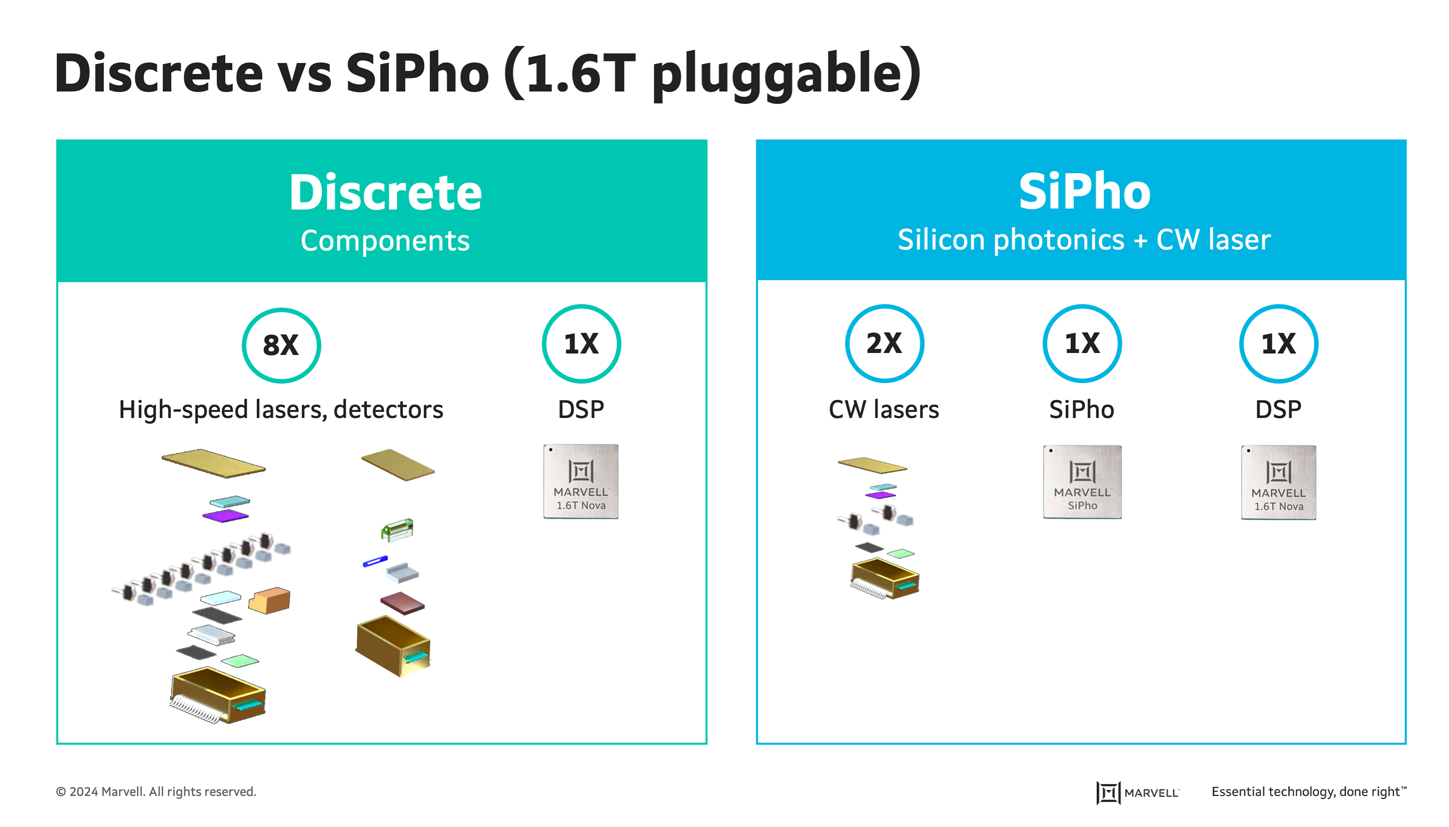 Discrete vs SiPho (1.6T pluggable)
Discrete
Components
8X
1X
High-speed lasers, detectors
DSP
MARVELL
1.6T Nova
SiPho
Silicon photonics + CW laser
2X
1X
1X
CW lasers
SiPho
DSP
MARVELL
SiPho
MARVELL
1.6T Nova
© 2024 Marvell. All rights reserved.
MARVELL
Essential technology, done right™